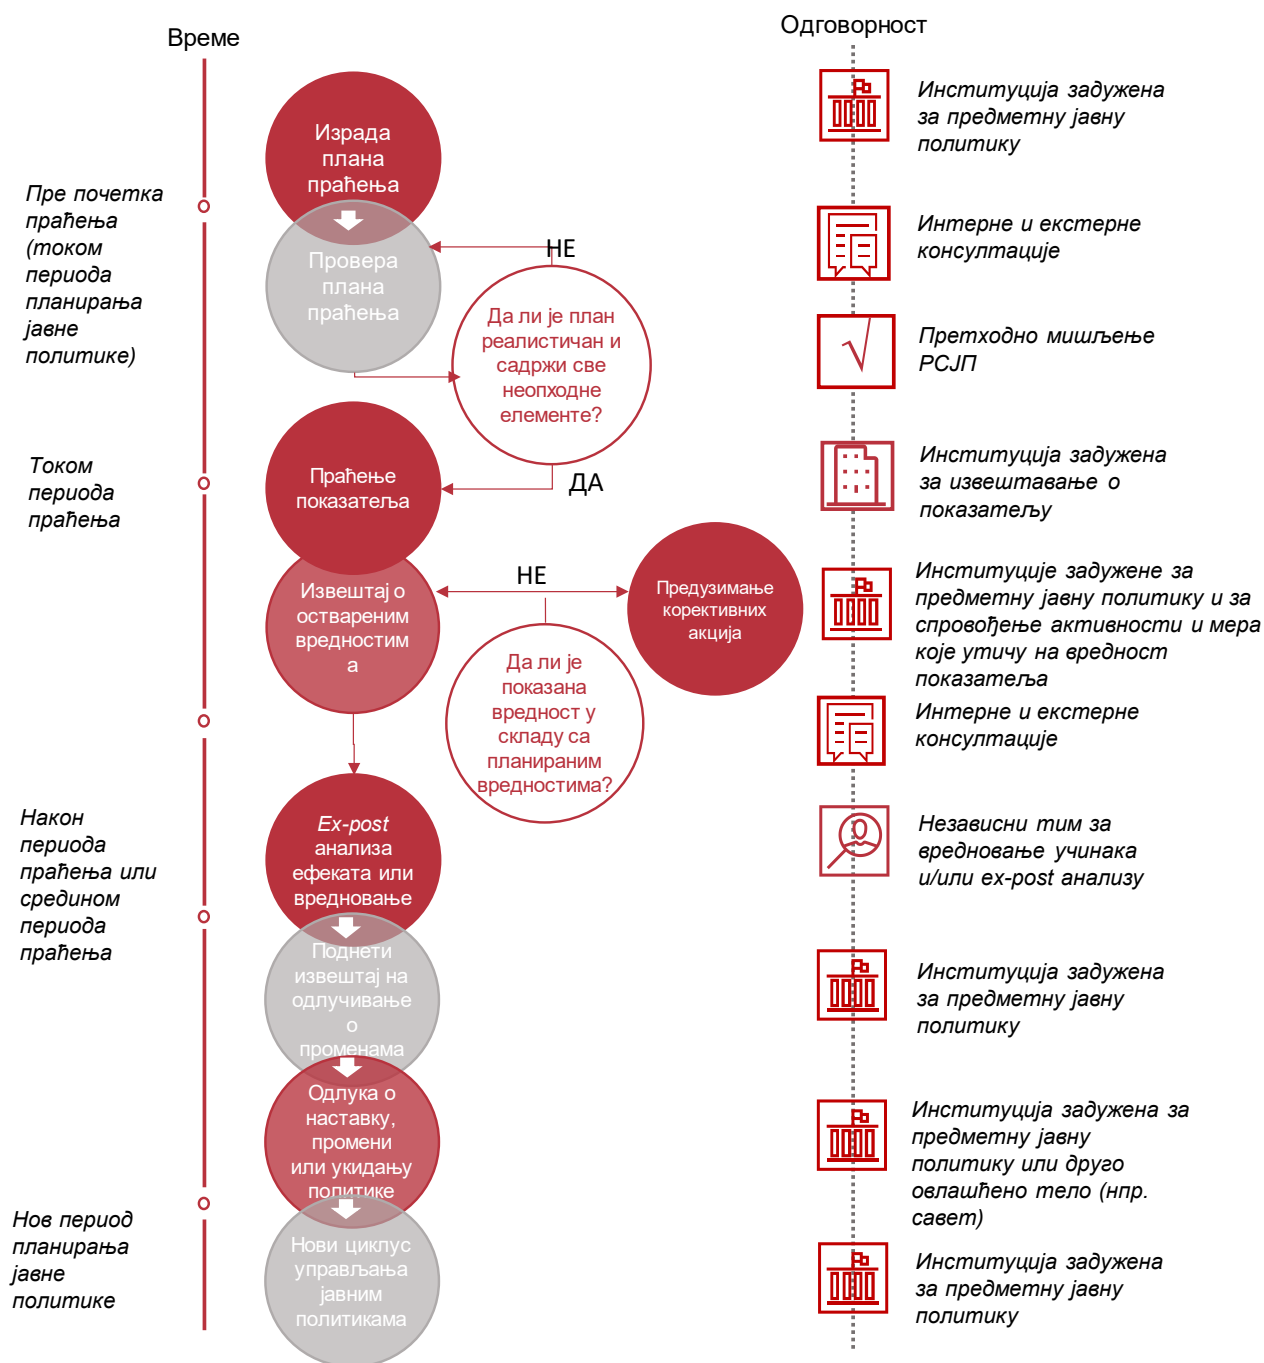 Време
Одговорност
Израда
плана
праћења
Институција задужена
за предметну јавну
политику
Пре почетка
праћења
(током
периода
планирања
јавне
политике)
Провера
плана
праћења
НЕ
Интерне и екстерне
консултације
Да ли је план
реалистичан и
садржи све
неопходне
елементе?
Претходно мишљење
РСЈП
Током
периода
праћења
Праћење
показатеља
ДА
Институција задужена
за извештавање о
показатељу
Извештај о
оствареним
вредностим
а
НЕ
Предузимање
корективних
акција
Институције задужене за
предметну јавну политику и за
спровођење активности и мера
које утичу на вредност
показатеља
Да ли је
показана
вредност у
складу са
планираним
вредностима?
Интерне и екстерне
консултације
Након
периода
праћења или
средином
периода
праћења
Ex-post
анализа
ефеката или
вредновање
Независни тим за
вредновање учинака
и/или ex-post анализу
Поднети
извештај на
одлучивање
о
променама
Институција задужена
за предметну јавну
политику
Одлука о
наставку,
промени
или укидању
политике
Институција задужена за
предметну јавну
политику или друго
овлашћено тело (нпр.
савет)
Нов период
планирања
јавне
политике
Нови циклус
управљања
јавним
политикама
Институција задужена
за предметну јавну
политику